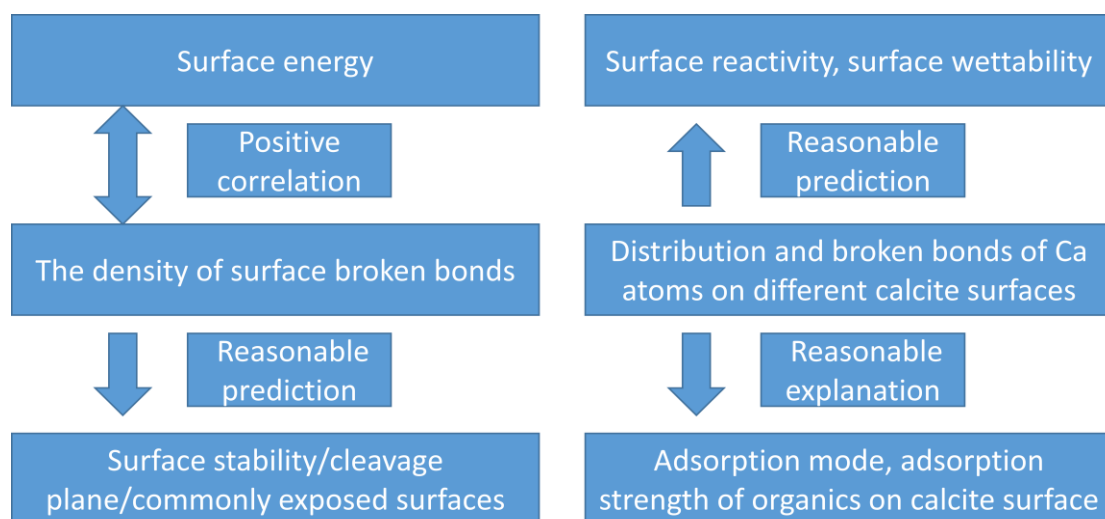 Surface energy
Positive
correlation
The density of surface broken bonds
Reasonable
prediction
Surface stability/cleavage
plane/commonly exposed surfaces
Surface reactivity, surface wettability
Reasonable
prediction
Distribution and broken bonds of Ca
atoms on different calcite surfaces
Reasonable
explanation
Adsorption mode, adsorption
strength of organics on calcite surface